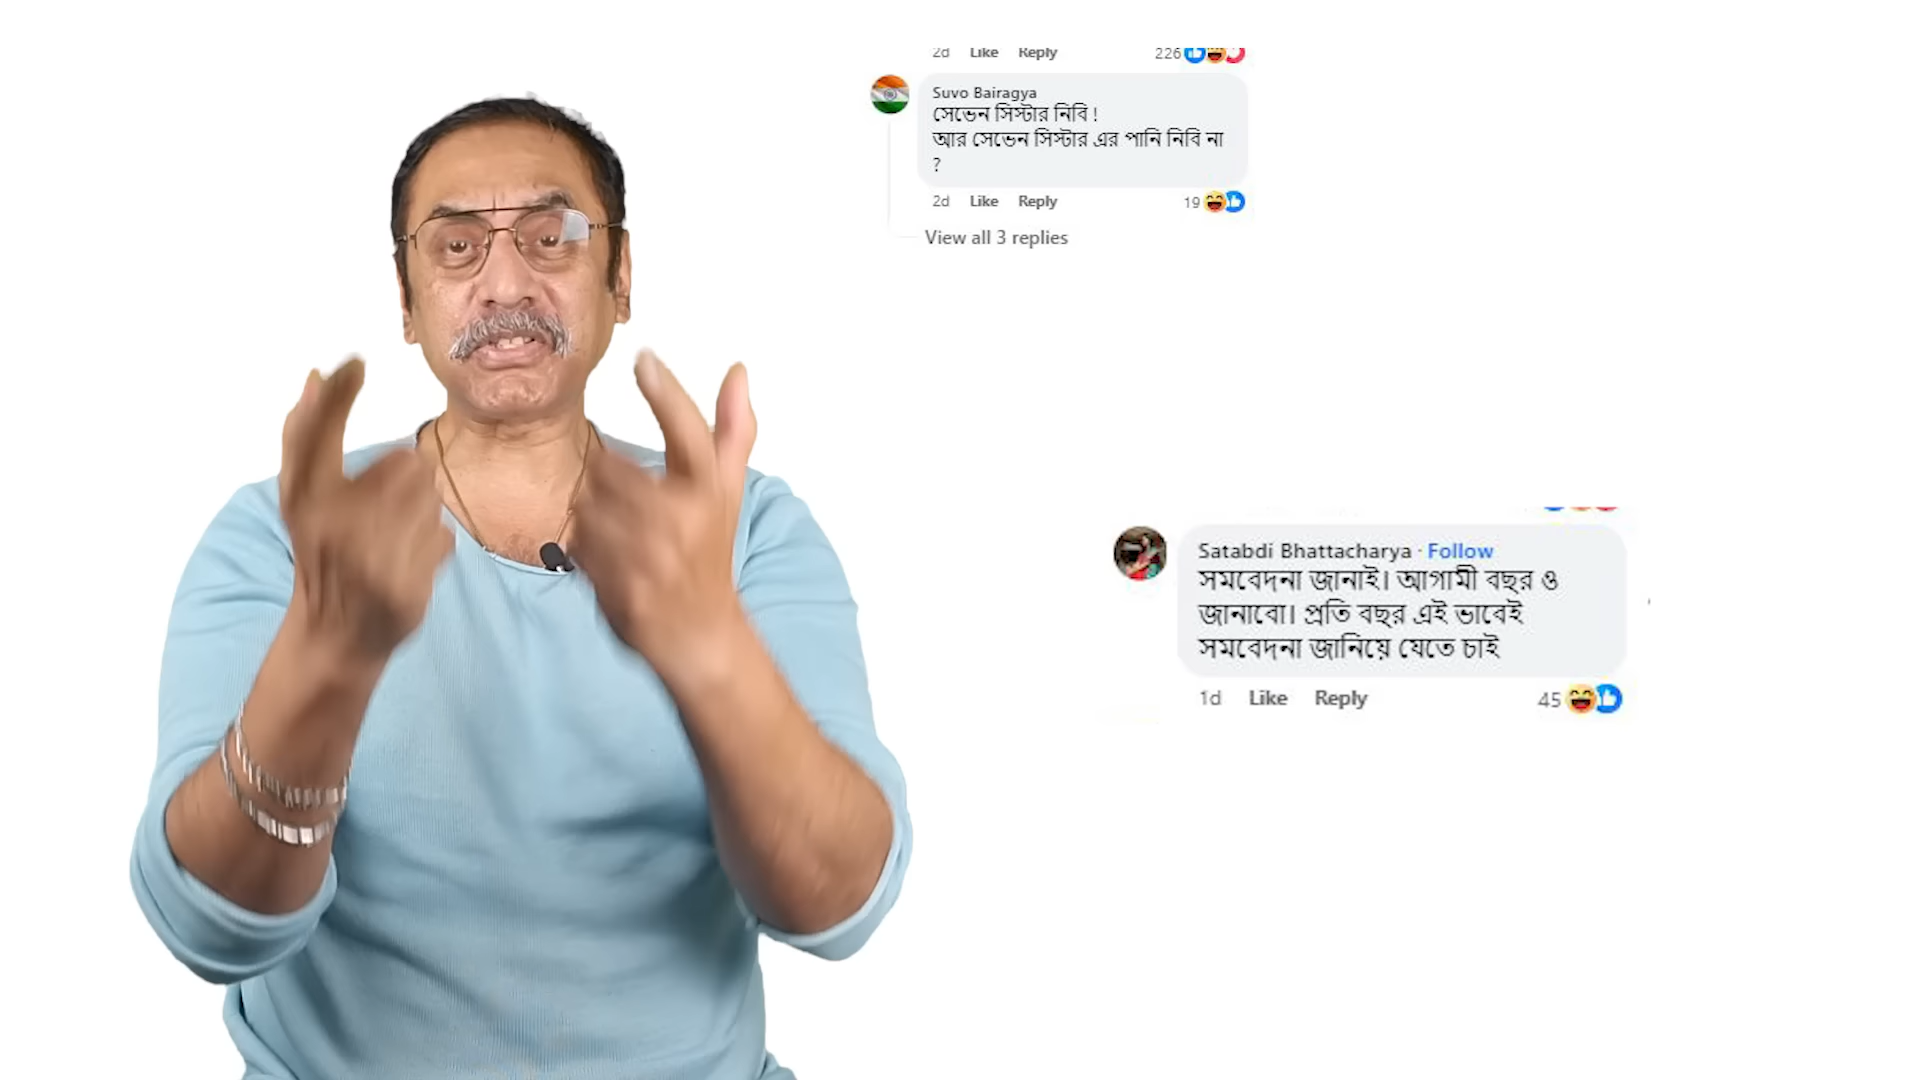 2d Like Reply 226
Suvo Bairagya
সেভেন সিস্টার নিবি !
আর সেভেন সিস্টার এর পানি নিবি না
?
2d Like Reply 19
View all 3 replies
Satabdi Bhattacharya · Follow
সমবেদনা জানাই। আগামী বছর ও
জানাবো। প্রতি বছর এই ভাবেই
সমবেদনা জানিয়ে যেতে চাই
1d Like Reply 45